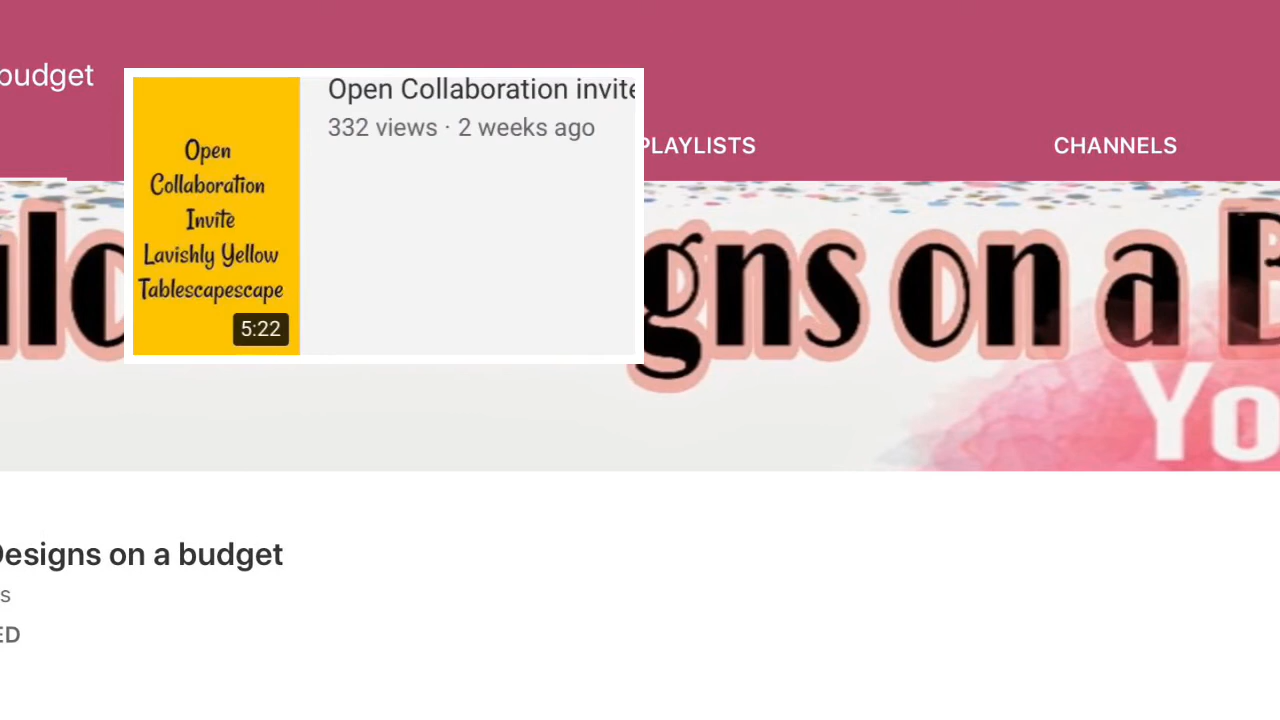 budget
Open Collaboration invite
332 views · 2 weeks ago
PLAYLISTS
CHANNELS
Open
Collaboration
Invite
Lavishly Yellow
Tablescapescape
5:22
gns on a B
Yo
Designs on a budget
s
ED